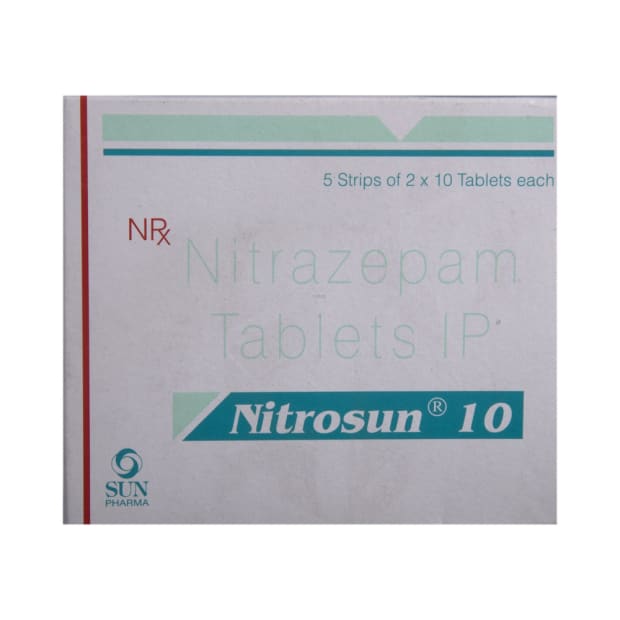 5 Strips of 2 x 10 Tablets each
NRx
Nitrazepam
Tablets IP
Nitrosun® 10
SUN
PHARMA